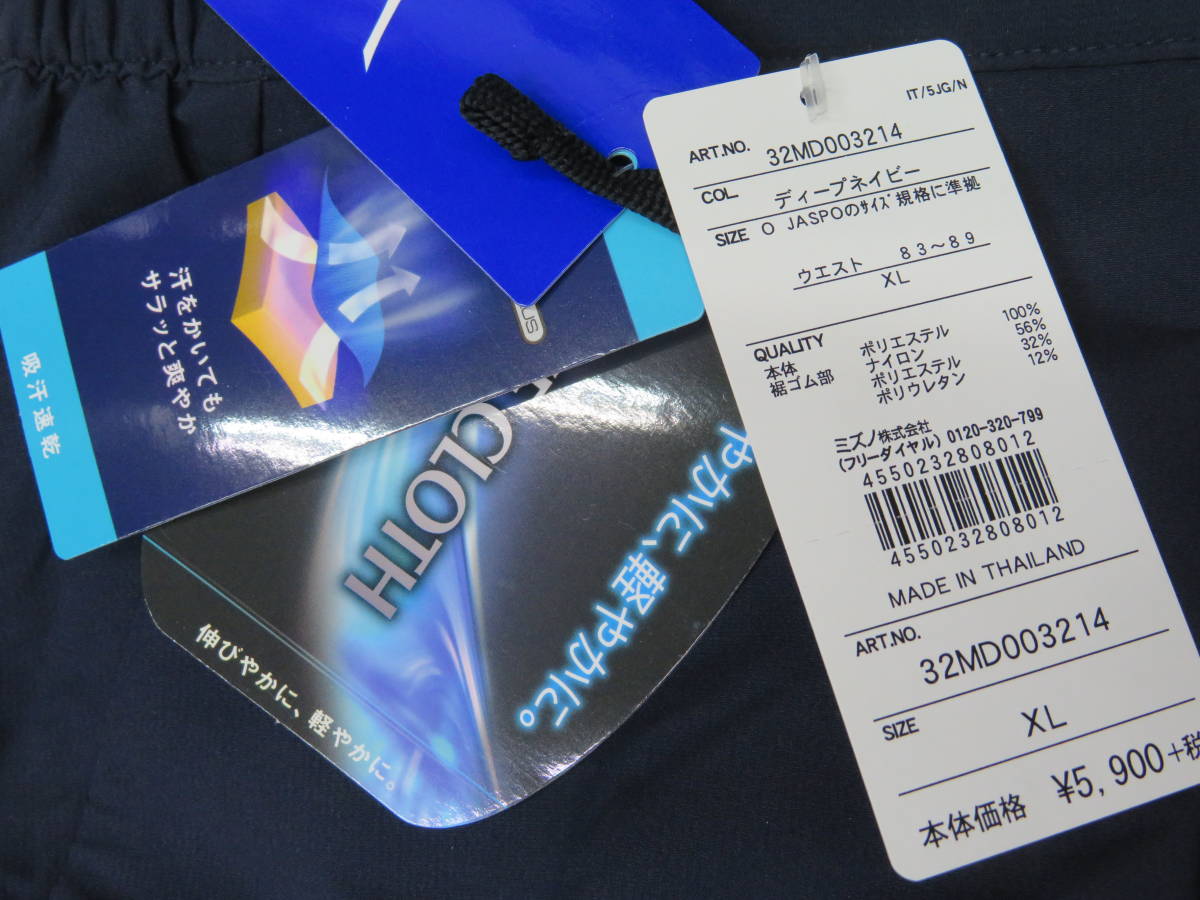 IT/5JG/N
ART.NO. 32MD003214
COL ディープネイビー
SIZE O JASPOのｻｲｽﾞ規格に準拠
ウエスト 83～89
XL
QUALITY
本体 ポリエステル 100%
裾ゴム部 ナイロン 56%
ポリエステル 32%
ポリウレタン 12%
ミズノ株式会社
(フリーダイヤル) 0120-320-799
4550232808012
4550232808012
MADE IN THAILAND
ART.NO.
32MD003214
SIZE
XL
本体価格 ¥5,900+税
汗をかいても
サラッと爽やか
吸汗速乾
CLOTH
やかに、軽やかに。
伸びやかに、軽やかに。